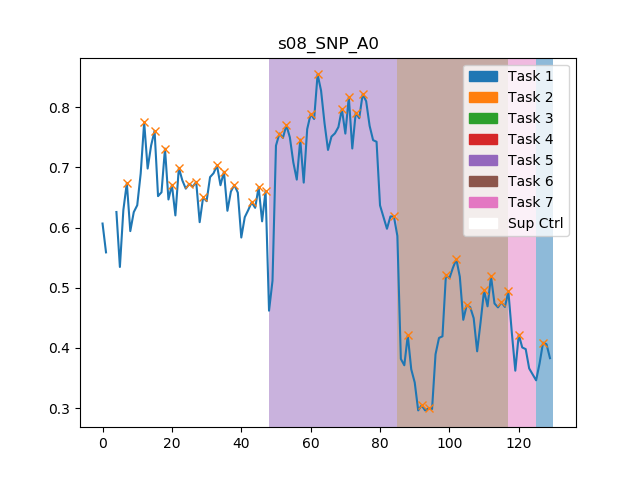 s08_SNP_A0
0.8
0.7
0.6
0.5
0.4
0.3
0 20 40 60 80 100 120
Task 1
Task 2
Task 3
Task 4
Task 5
Task 6
Task 7
Sup Ctrl